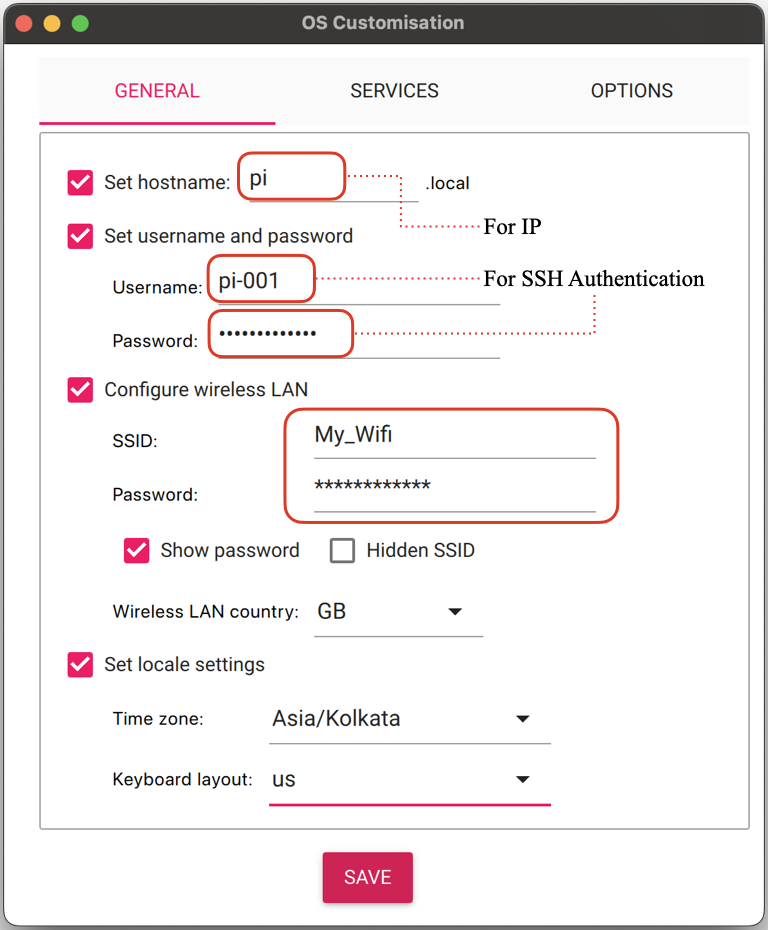 OS Customisation
GENERAL SERVICES OPTIONS
Set hostname: pi .local
For IP
Set username and password
Username: pi-001 For SSH Authentication
Password: •••••••••••••
Configure wireless LAN
SSID: My_Wifi
Password: ************
Show password Hidden SSID
Wireless LAN country: GB
Set locale settings
Time zone: Asia/Kolkata
Keyboard layout: us
SAVE